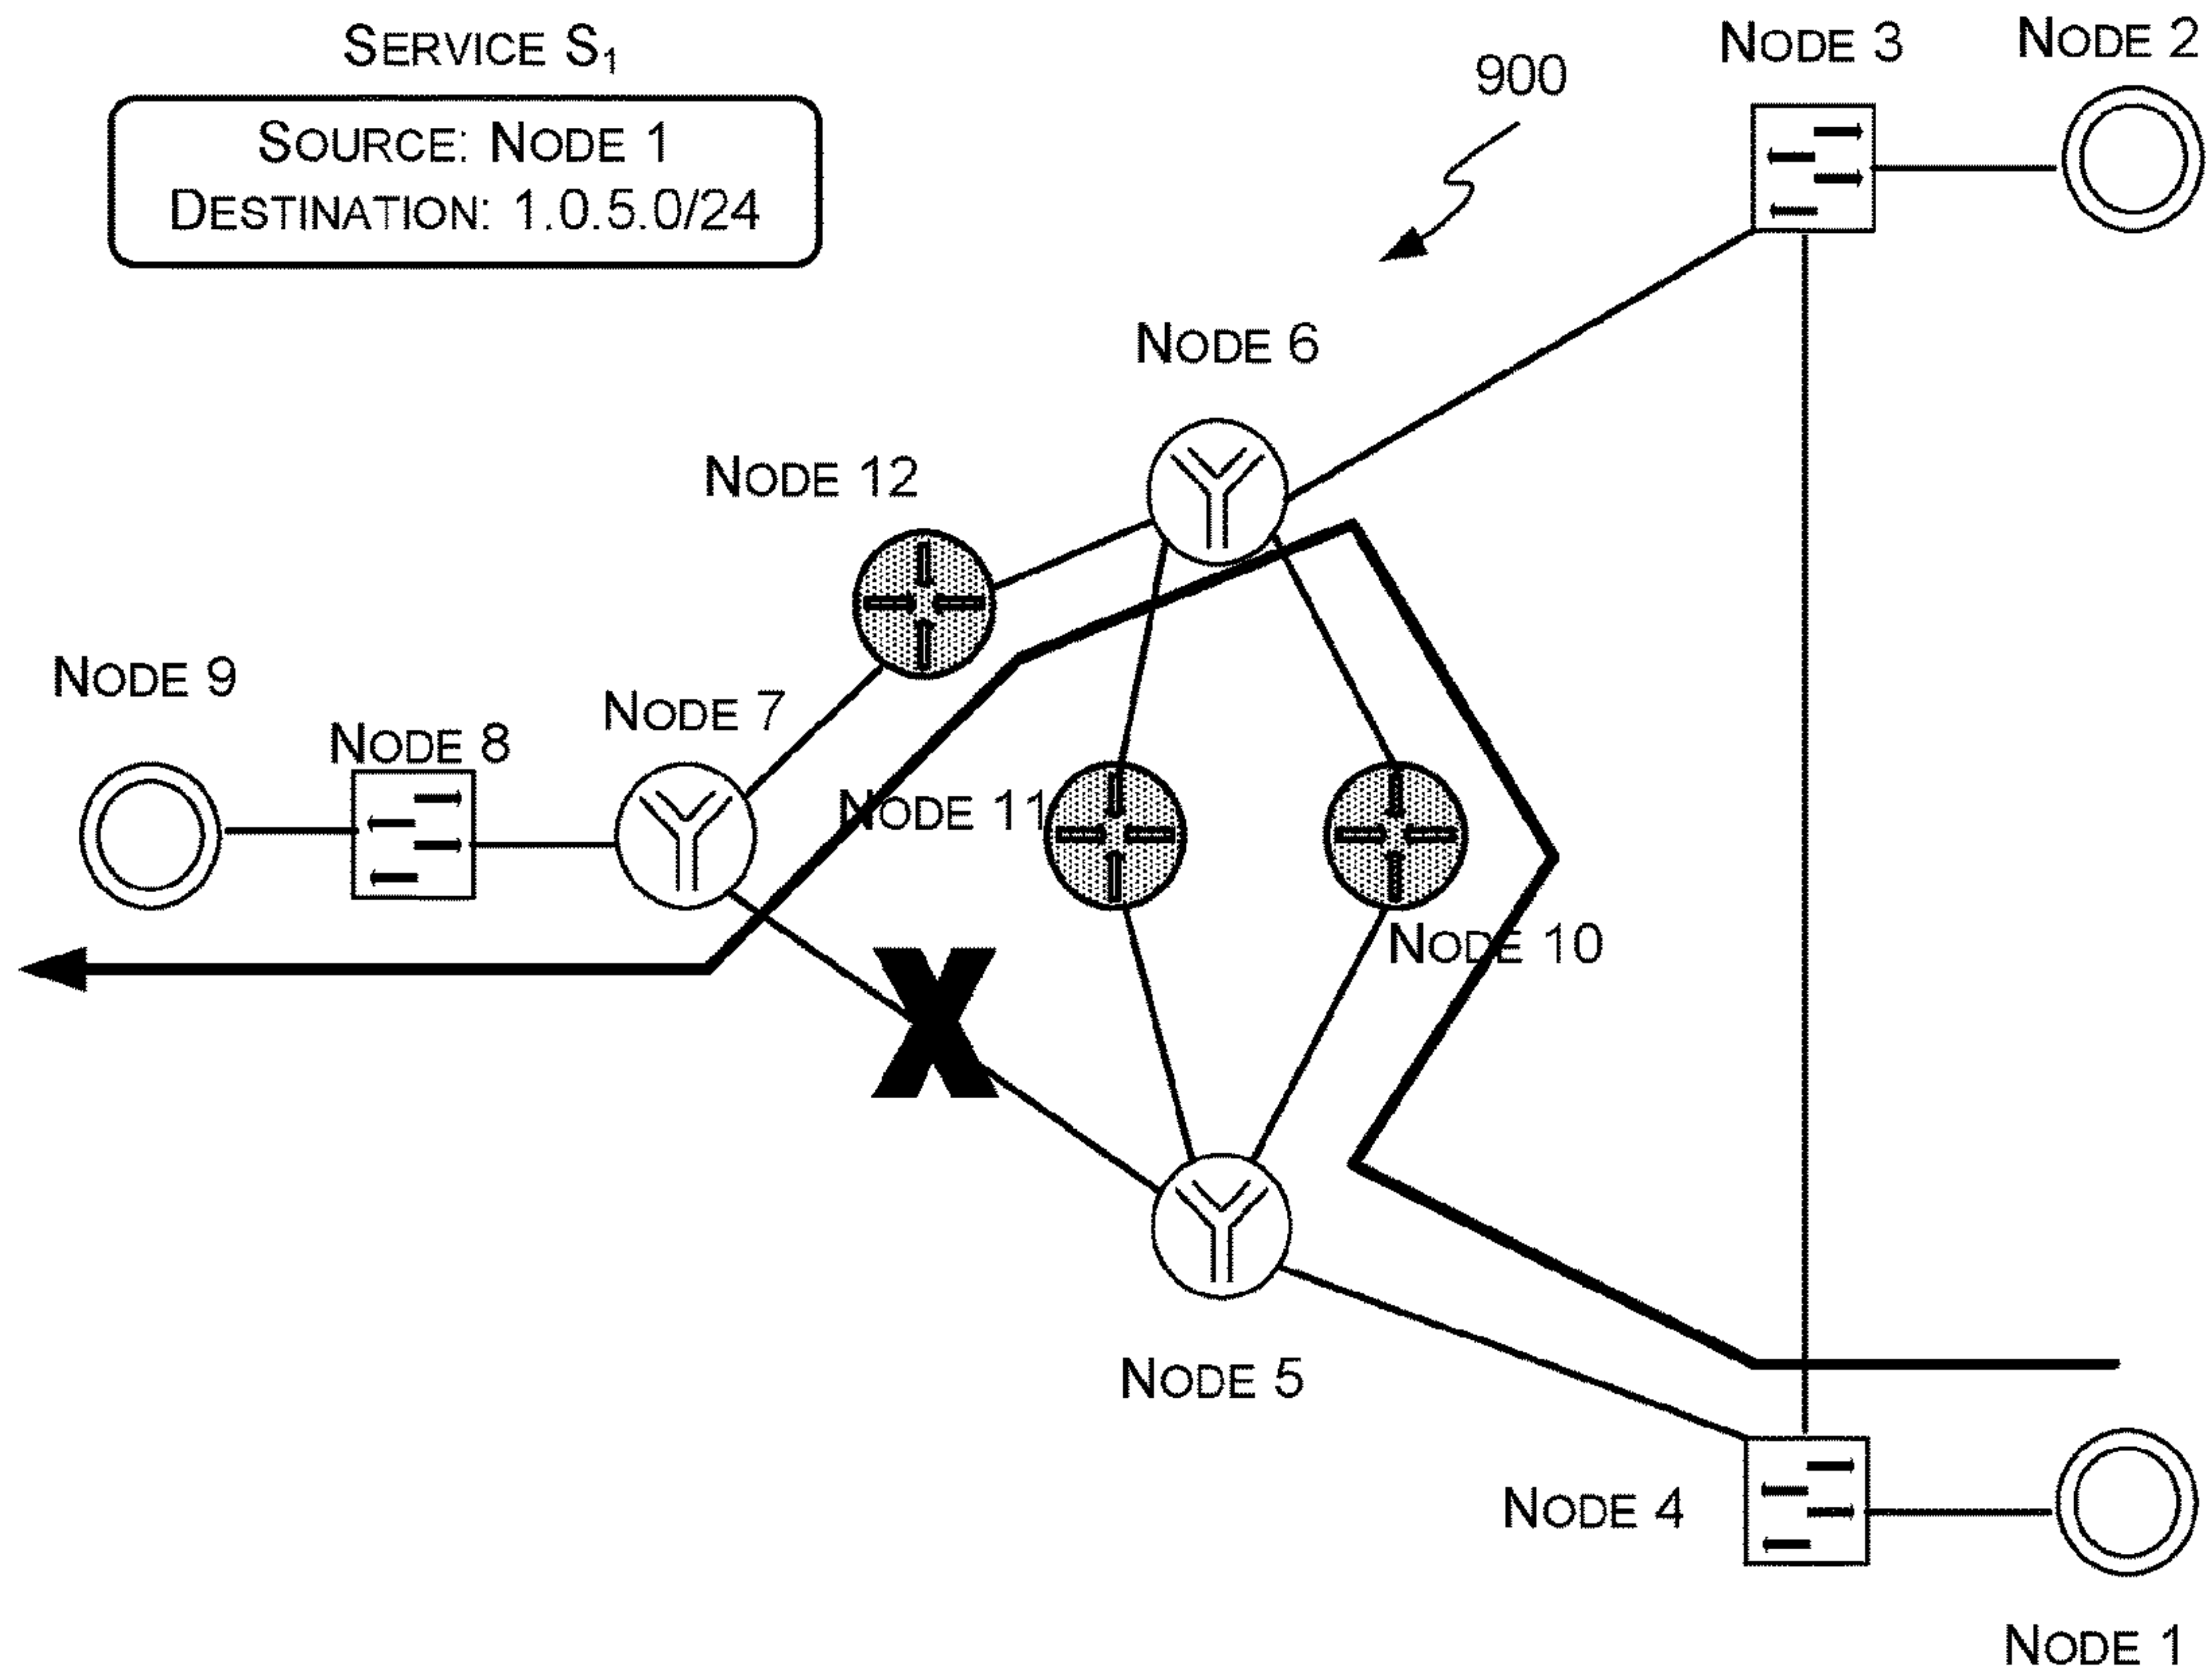 SERVICE S1
SOURCE: NODE 1
DESTINATION: 1.0.5.0/24
900
NODE 3
NODE 2
NODE 6
NODE 12
NODE 9
NODE 8
NODE 7
NODE 11
NODE 10
NODE 5
NODE 4
NODE 1
X